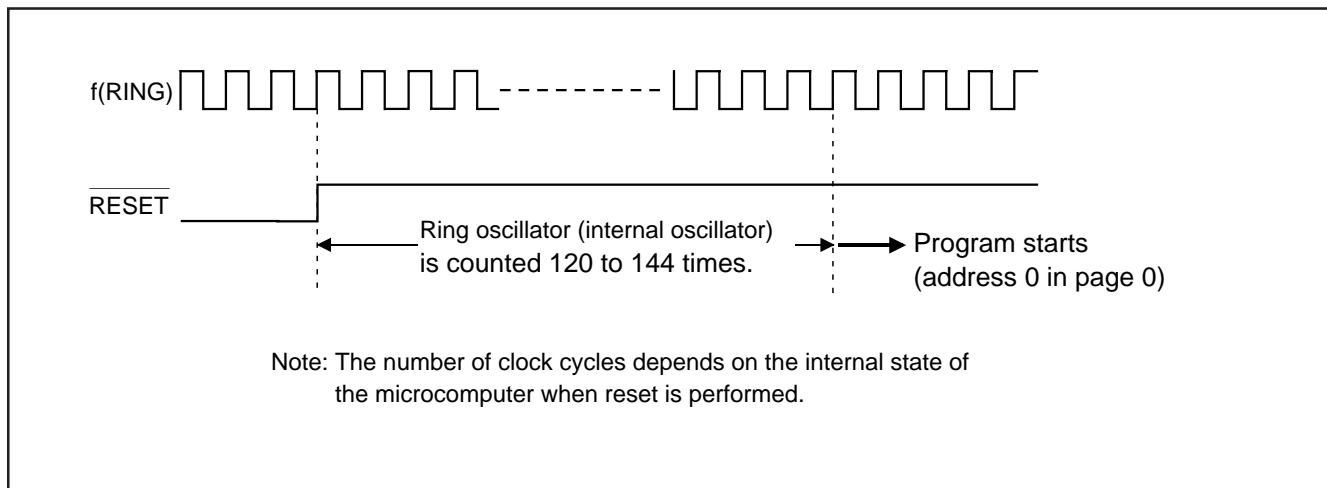 f(RING)
RESET
Ring oscillator (internal oscillator)
is counted 120 to 144 times.
Program starts
(address 0 in page 0)
Note: The number of clock cycles depends on the internal state of
the microcomputer when reset is performed.